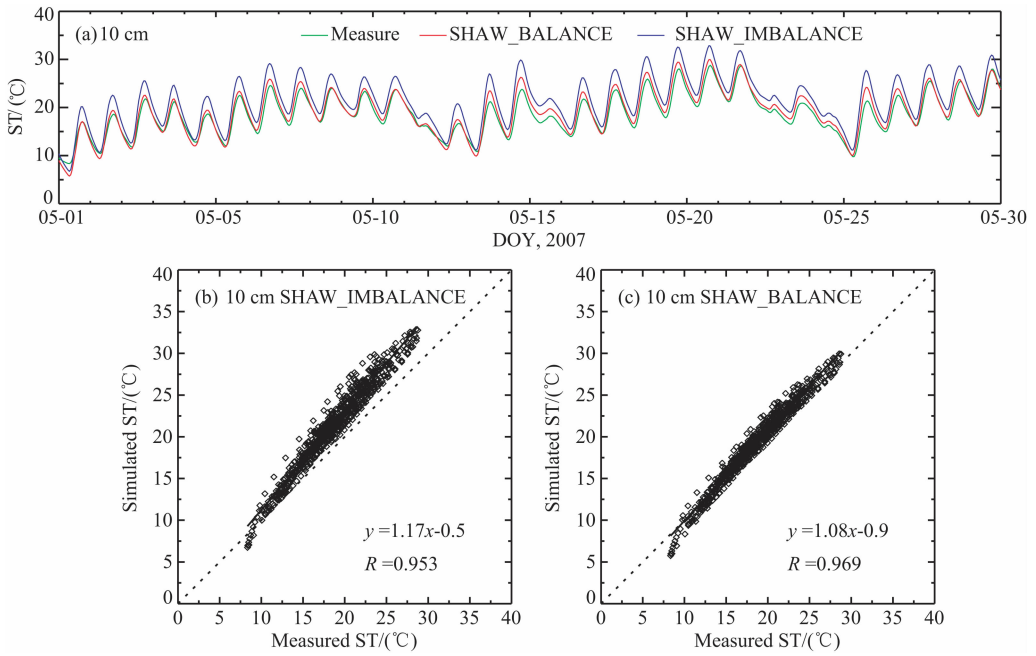 (a)10 cm
Measure SHAW_BALANCE SHAW_IMBALANCE
ST/(℃)
40
30
20
10
0
05-01 05-05 05-10 05-15 05-20 05-25 05-30
DOY, 2007
(b) 10 cm SHAW_IMBALANCE
Simulated ST/(℃)
40
35
30
25
20
15
10
5
0
y =1.17x-0.5
R =0.953
0 5 10 15 20 25 30 35 40
Measured ST/(℃)
(c) 10 cm SHAW_BALANCE
Simulated ST/(℃)
40
35
30
25
20
15
10
5
0
y =1.08x-0.9
R =0.969
0 5 10 15 20 25 30 35 40
Measured ST/(℃)